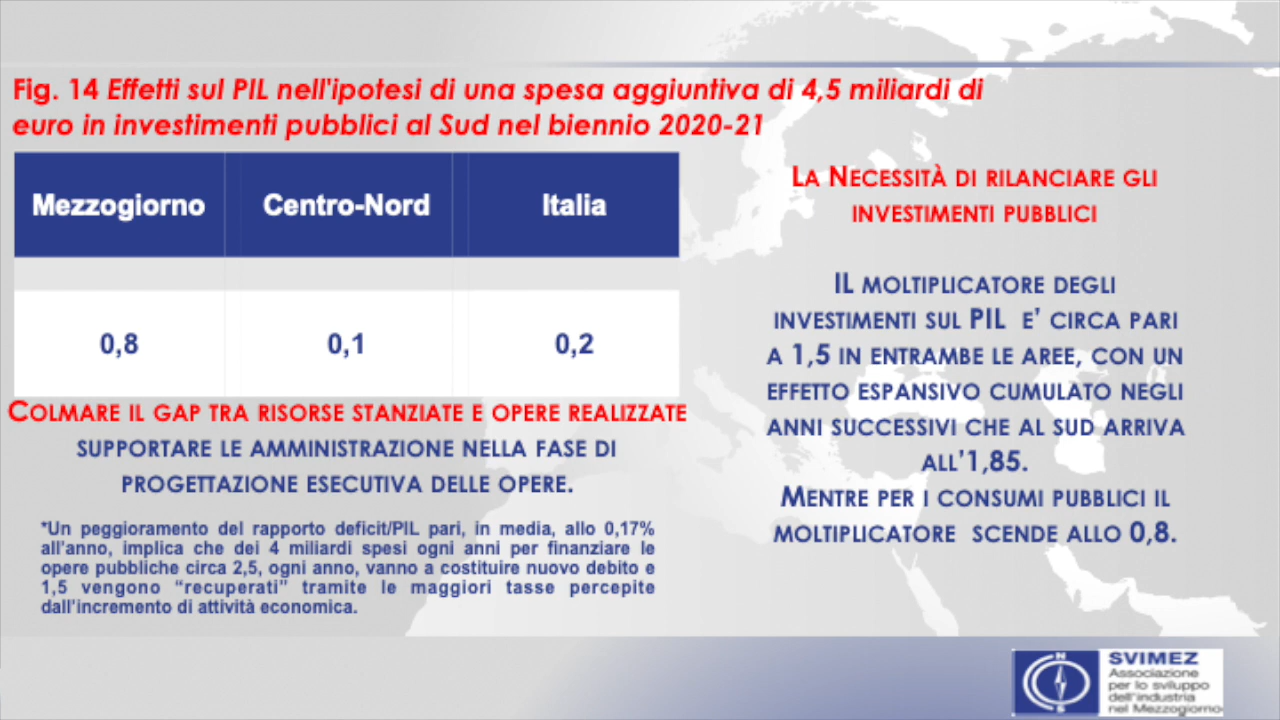 Fig. 14 Effetti sul PIL nell'ipotesi di una spesa aggiuntiva di 4,5 miliardi di
euro in investimenti pubblici al Sud nel biennio 2020-21
Mezzogiorno Centro-Nord Italia
0,8 0,1 0,2
COLMARE IL GAP TRA RISORSE STANZIATE E OPERE REALIZZATE
SUPPORTARE LE AMMINISTRAZIONE NELLA FASE DI
PROGETTAZIONE ESECUTIVA DELLE OPERE.
*Un peggioramento del rapporto deficit/PIL pari, in media, allo 0,17%
all'anno, implica che dei 4 miliardi spesi ogni anni per finanziare le
opere pubbliche circa 2,5, ogni anno, vanno a costituire nuovo debito e
1,5 vengono “recuperati” tramite le maggiori tasse percepite
dall'incremento di attività economica.
LA NECESSITÀ DI RILANCIARE GLI
INVESTIMENTI PUBBLICI
IL MOLTIPLICATORE DEGLI
INVESTIMENTI SUL PIL E' CIRCA PARI
A 1,5 IN ENTRAMBE LE AREE, CON UN
EFFETTO ESPANSIVO CUMULATO NEGLI
ANNI SUCCESSIVI CHE AL SUD ARRIVA
ALL'1,85.
MENTRE PER I CONSUMI PUBBLICI IL
MOLTIPLICATORE SCENDE ALLO 0,8.
N
S
SVIMEZ
Associazione
per lo sviluppo
dell'industria
nel Mezzogiorno